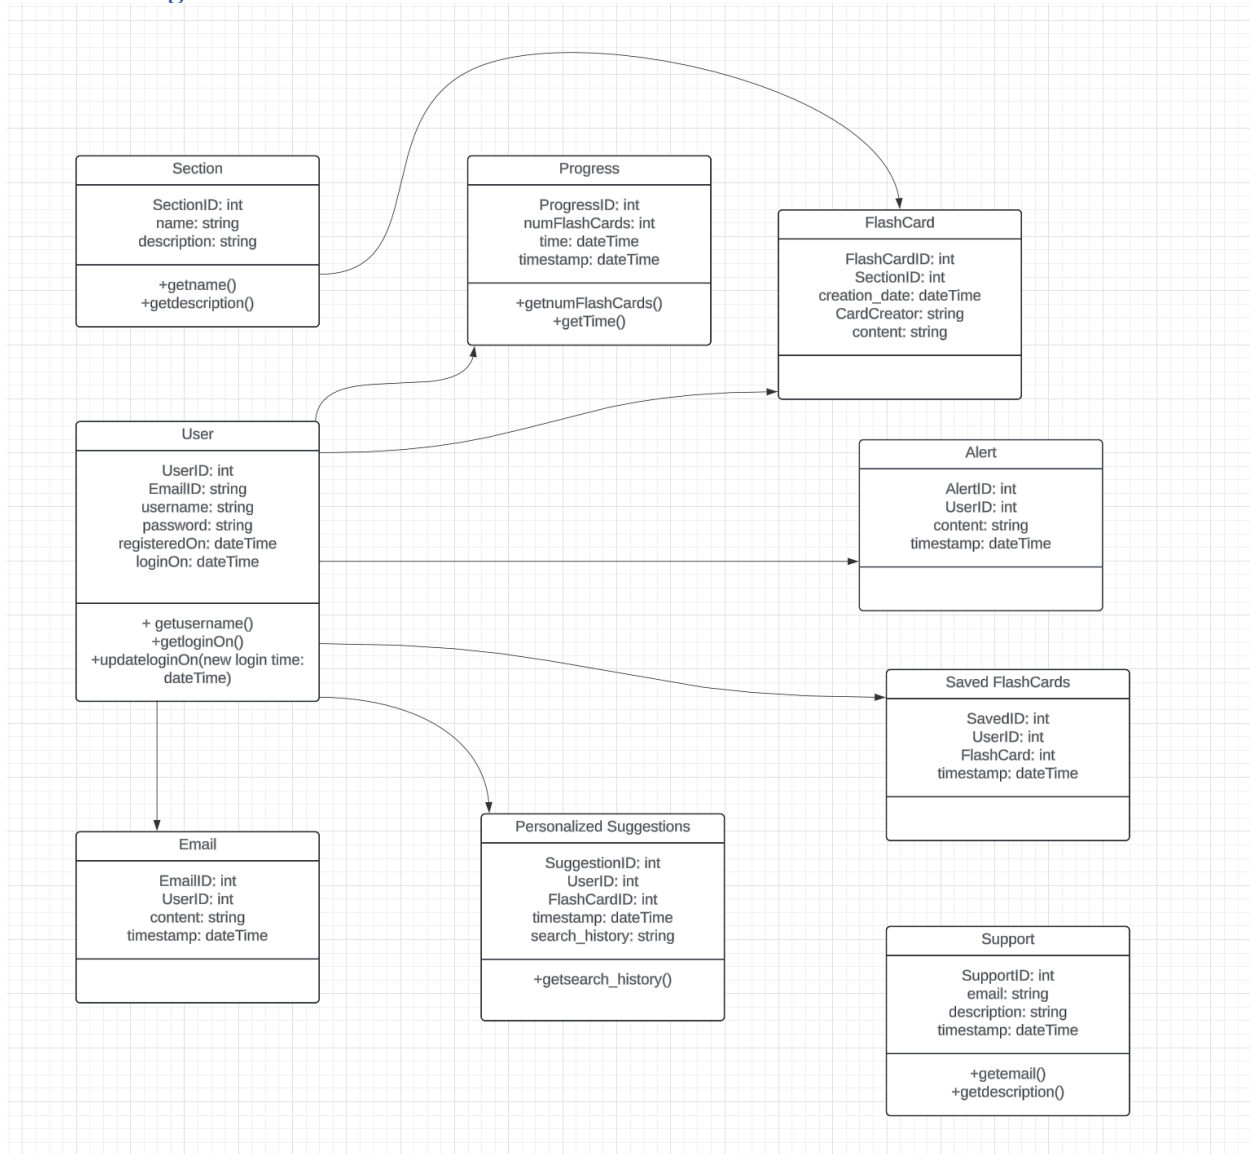 Section
SectionID: int
name: string
description: string
+getname()
+getdescription()
Progress
ProgressID: int
numFlashCards: int
time: dateTime
timestamp: dateTime
+getnumFlashCards()
+getTime()
FlashCard
FlashCardID: int
SectionID: int
creation_date: dateTime
CardCreator: string
content: string
User
UserID: int
EmailID: string
username: string
password: string
registeredOn: dateTime
loginOn: dateTime
+ getusername()
+getloginOn()
+updateloginOn(new login time:
dateTime)
Alert
AlertID: int
UserID: int
content: string
timestamp: dateTime
Saved FlashCards
SavedID: int
UserID: int
FlashCard: int
timestamp: dateTime
Email
EmailID: int
UserID: int
content: string
timestamp: dateTime
Personalized Suggestions
SuggestionID: int
UserID: int
FlashCardID: int
timestamp: dateTime
search_history: string
+getsearch_history()
Support
SupportID: int
email: string
description: string
timestamp: dateTime
+getemail()
+getdescription()